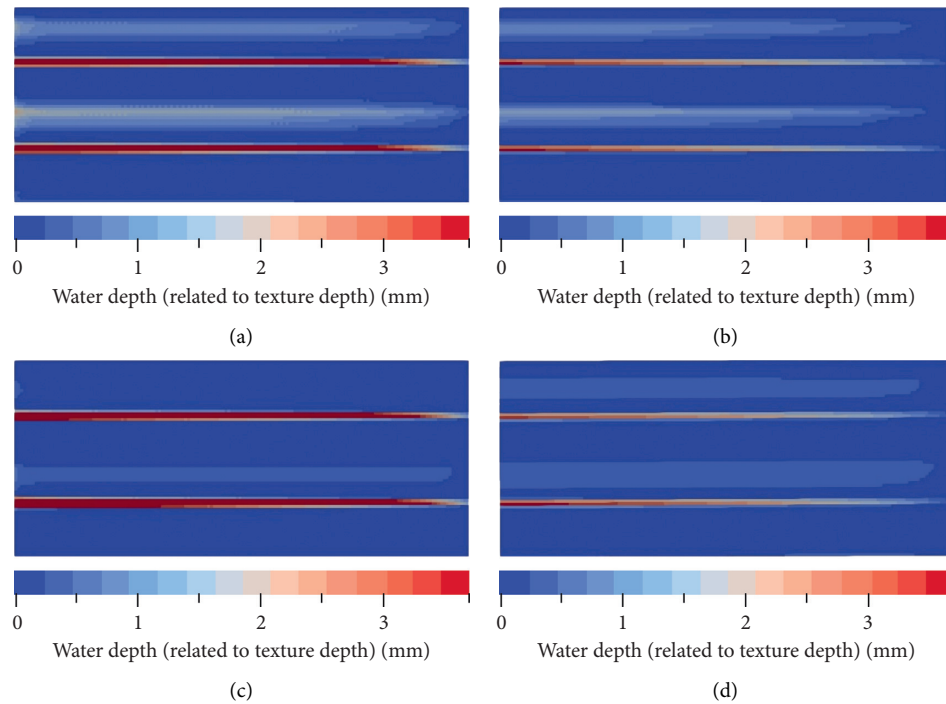 0 1 2 3
Water depth (related to texture depth) (mm)
(a)
0 1 2 3
Water depth (related to texture depth) (mm)
(b)
0 1 2 3
Water depth (related to texture depth) (mm)
(c)
0 1 2 3
Water depth (related to texture depth) (mm)
(d)